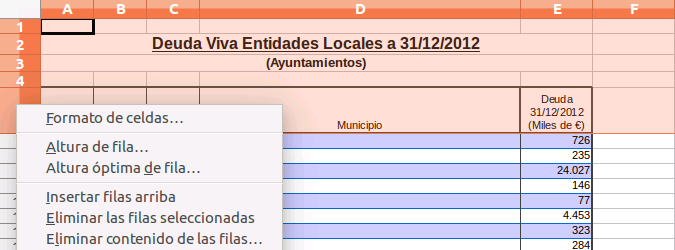 A B C D E F
1
2 Deuda Viva Entidades Locales a 31/12/2012
3 (Ayuntamientos)
4
Municipio
Deuda
31/12/2012
(Miles de €)
Formato de celdas...
Altura de fila...
Altura óptima de fila...
Insertar filas arriba
Eliminar las filas seleccionadas
Eliminar contenido de las filas...
726
235
24.027
146
77
4.453
323
284